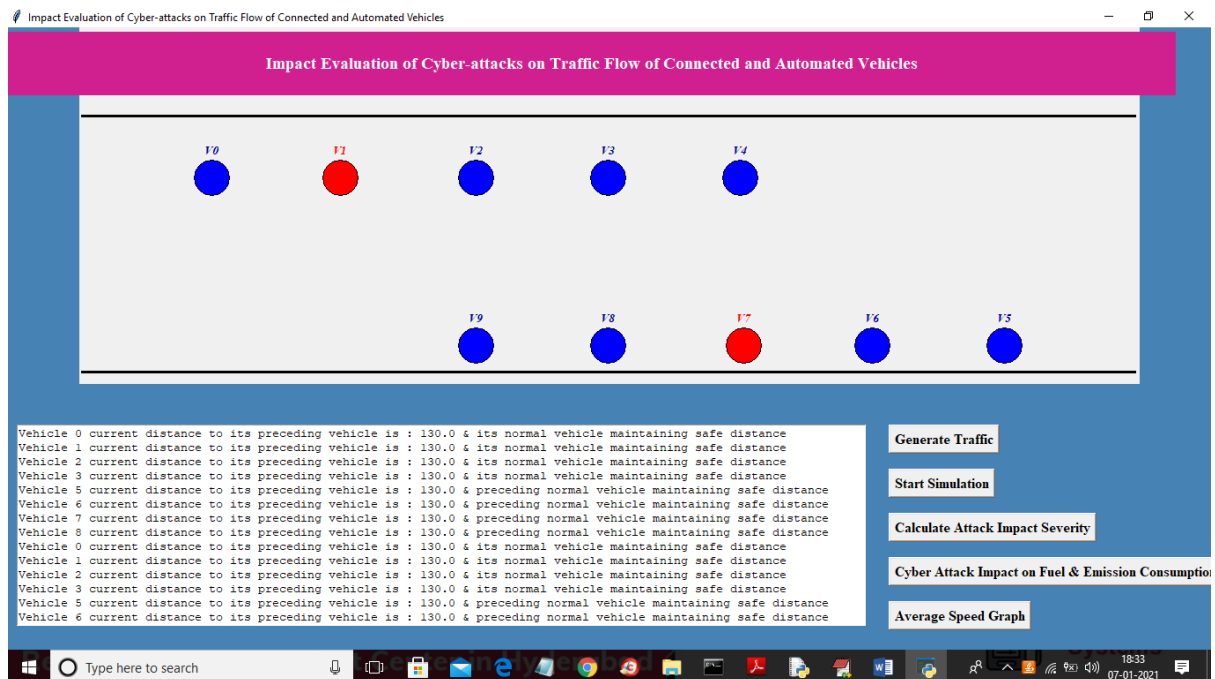 Impact Evaluation of Cyber-attacks on Traffic Flow of Connected and Automated Vehicles
Impact Evaluation of Cyber-attacks on Traffic Flow of Connected and Automated Vehicles
V0 V1 V2 V3 V4
V9 V8 V7 V6 V5
Vehicle 0 current distance to its preceding vehicle is : 130.0 & its normal vehicle maintaining safe distance
Vehicle 1 current distance to its preceding vehicle is : 130.0 & its normal vehicle maintaining safe distance
Vehicle 2 current distance to its preceding vehicle is : 130.0 & its normal vehicle maintaining safe distance
Vehicle 3 current distance to its preceding vehicle is : 130.0 & its normal vehicle maintaining safe distance
Vehicle 5 current distance to its preceding vehicle is : 130.0 & preceding normal vehicle maintaining safe distance
Vehicle 6 current distance to its preceding vehicle is : 130.0 & preceding normal vehicle maintaining safe distance
Vehicle 7 current distance to its preceding vehicle is : 130.0 & preceding normal vehicle maintaining safe distance
Vehicle 8 current distance to its preceding vehicle is : 130.0 & preceding normal vehicle maintaining safe distance
Vehicle 0 current distance to its preceding vehicle is : 130.0 & its normal vehicle maintaining safe distance
Vehicle 1 current distance to its preceding vehicle is : 130.0 & its normal vehicle maintaining safe distance
Vehicle 2 current distance to its preceding vehicle is : 130.0 & its normal vehicle maintaining safe distance
Vehicle 3 current distance to its preceding vehicle is : 130.0 & its normal vehicle maintaining safe distance
Vehicle 5 current distance to its preceding vehicle is : 130.0 & preceding normal vehicle maintaining safe distance
Vehicle 6 current distance to its preceding vehicle is : 130.0 & preceding normal vehicle maintaining safe distance
Generate Traffic
Start Simulation
Calculate Attack Impact Severity
Cyber Attack Impact on Fuel & Emission Consumption
Average Speed Graph
Type here to search
18:33
07-01-2021